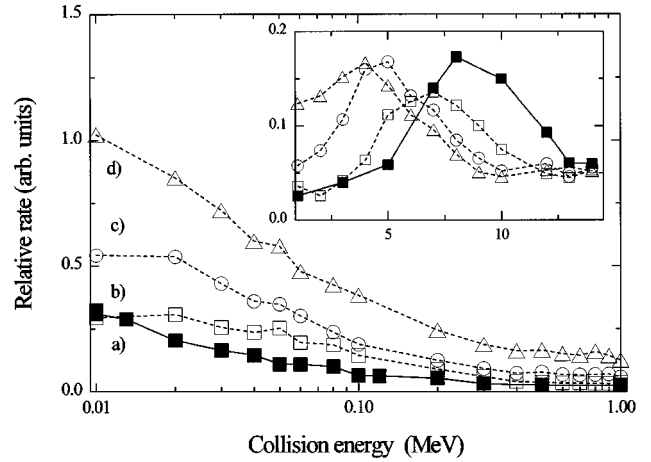 1.5
1.0
0.5
0.0
Relative rate (arb. units)
d)
c)
b)
a)
0.2
0.1
0.0
5
10
0.01
0.10
1.00
Collision energy (MeV)